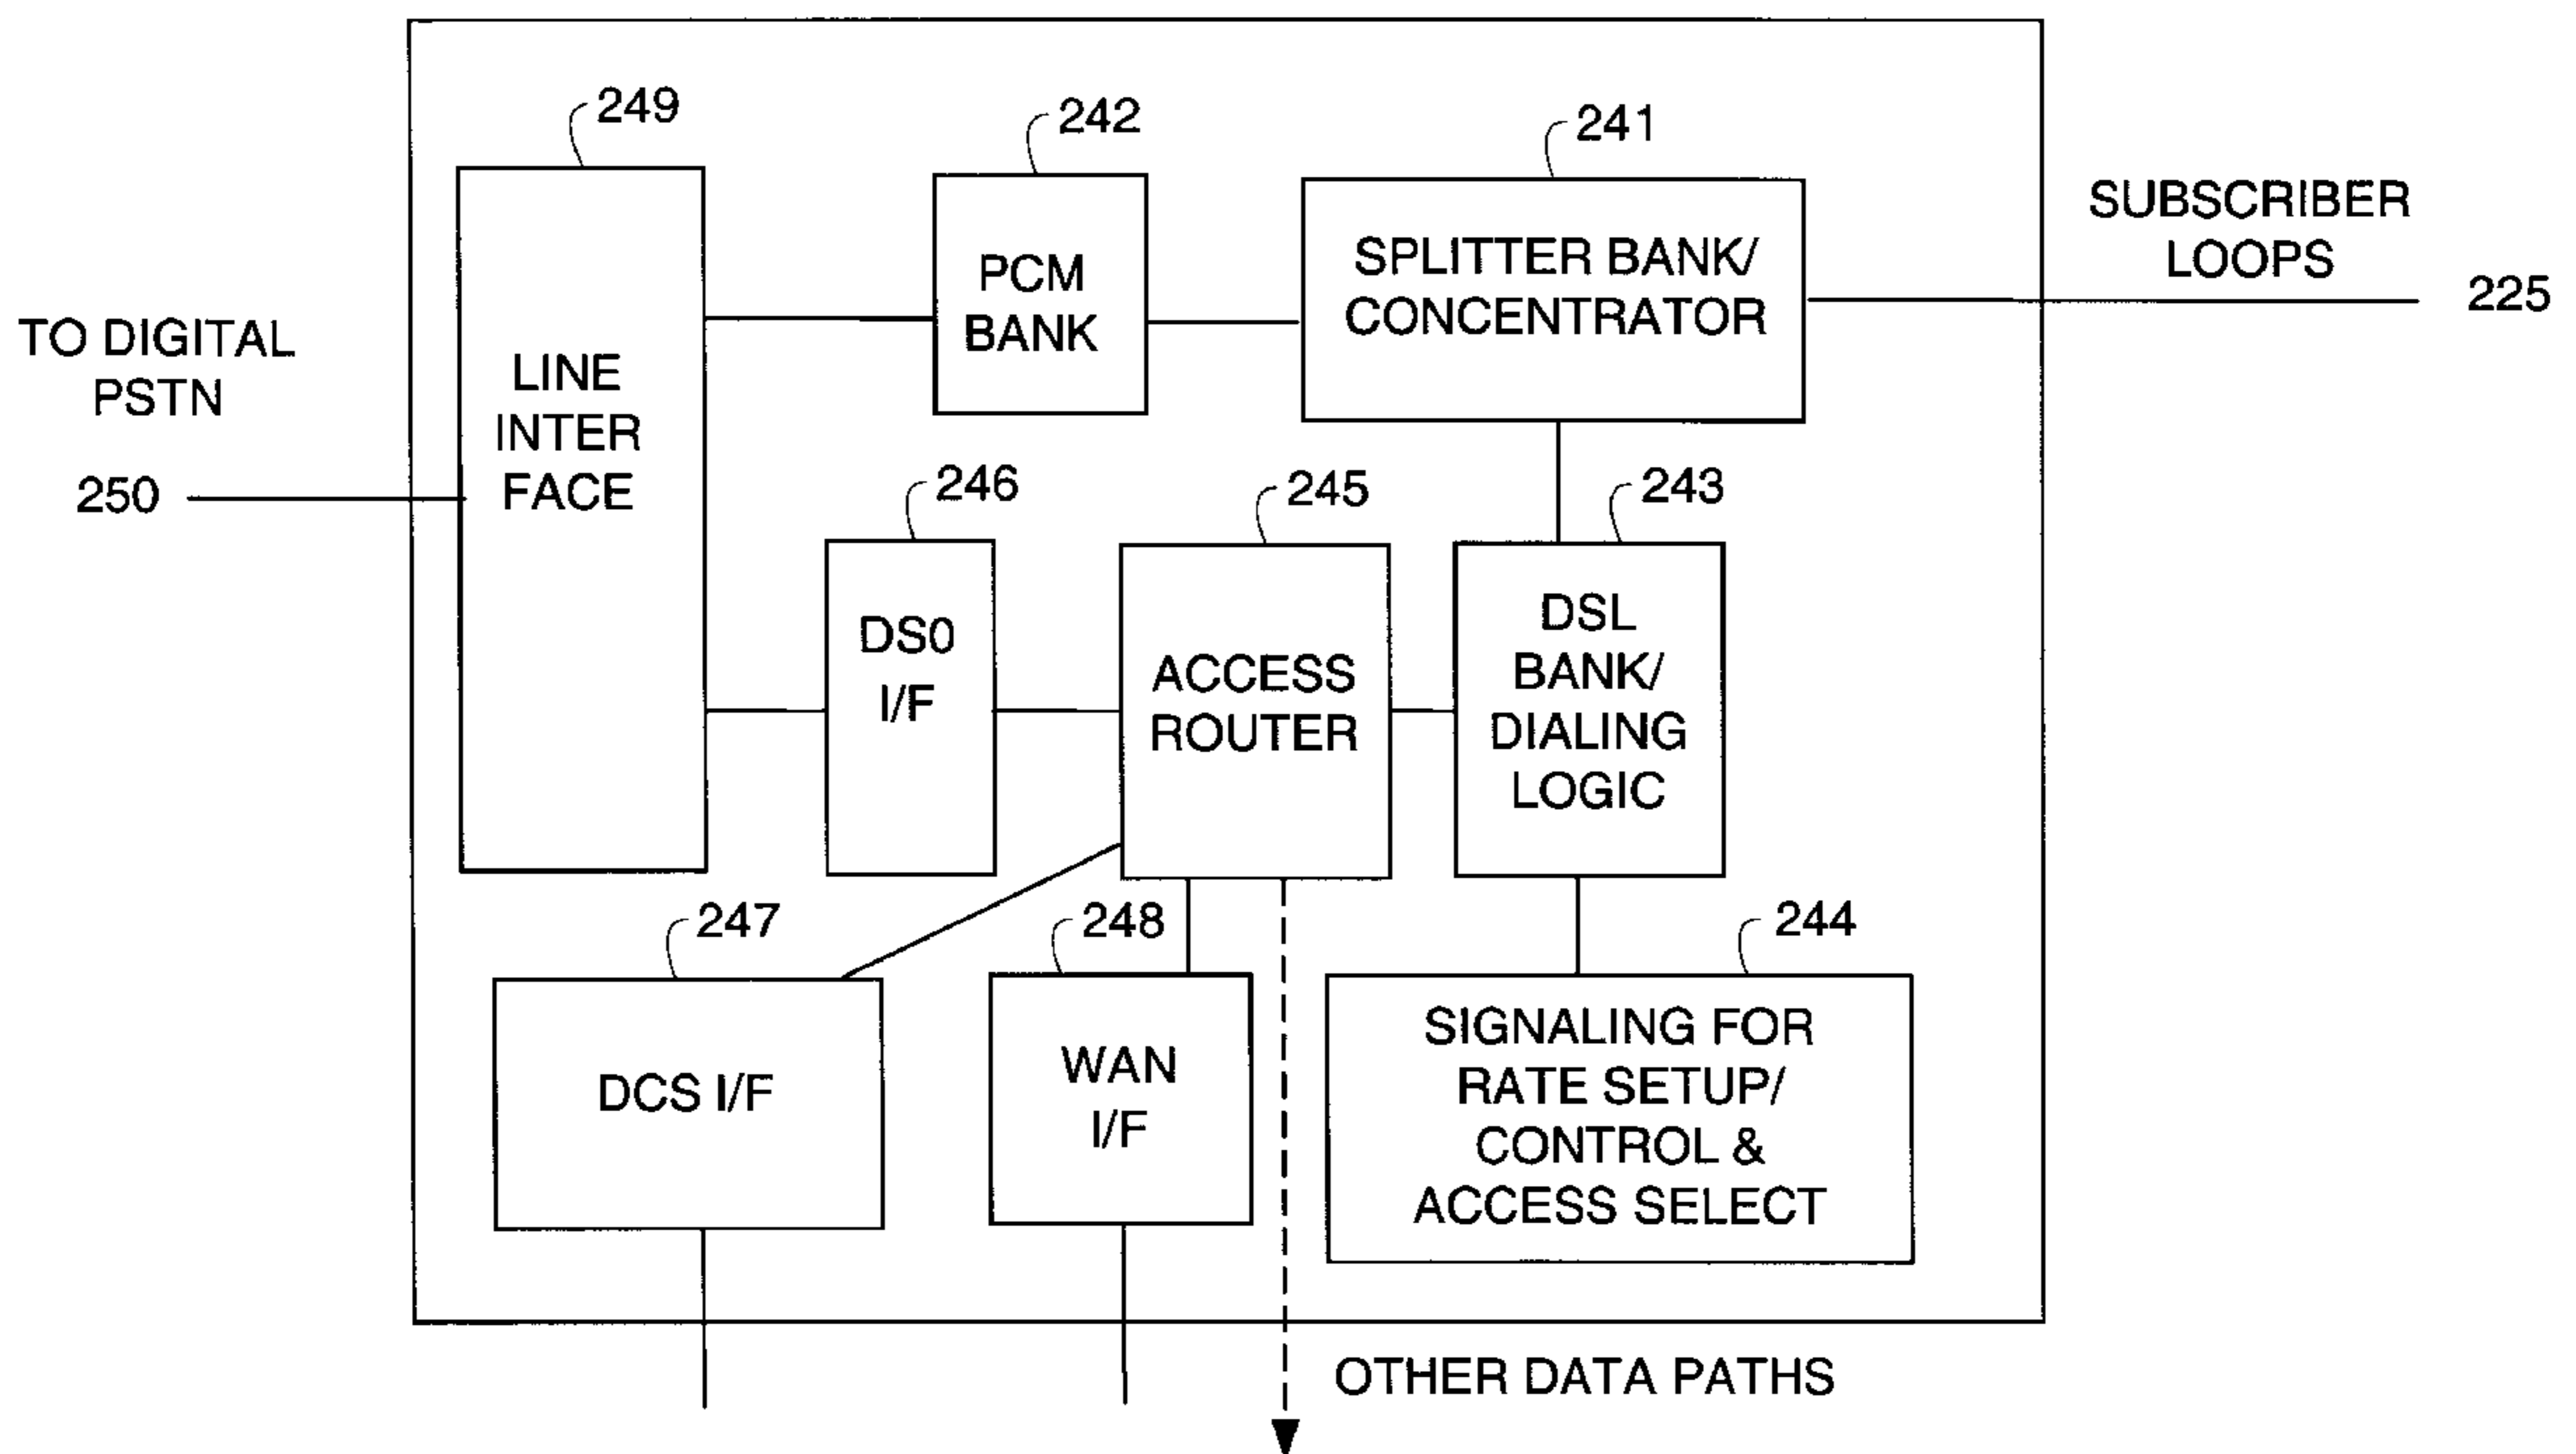 249
242
241
SUBSCRIBER
LOOPS
225
SPLITTER BANK/
CONCENTRATOR
PCM
BANK
TO DIGITAL
PSTN
250
LINE
INTER
FACE
246
245
243
DS0
I/F
ACCESS
ROUTER
DSL
BANK/
DIALING
LOGIC
247
248
244
DCS I/F
WAN
I/F
SIGNALING FOR
RATE SETUP/
CONTROL &
ACCESS SELECT
OTHER DATA PATHS